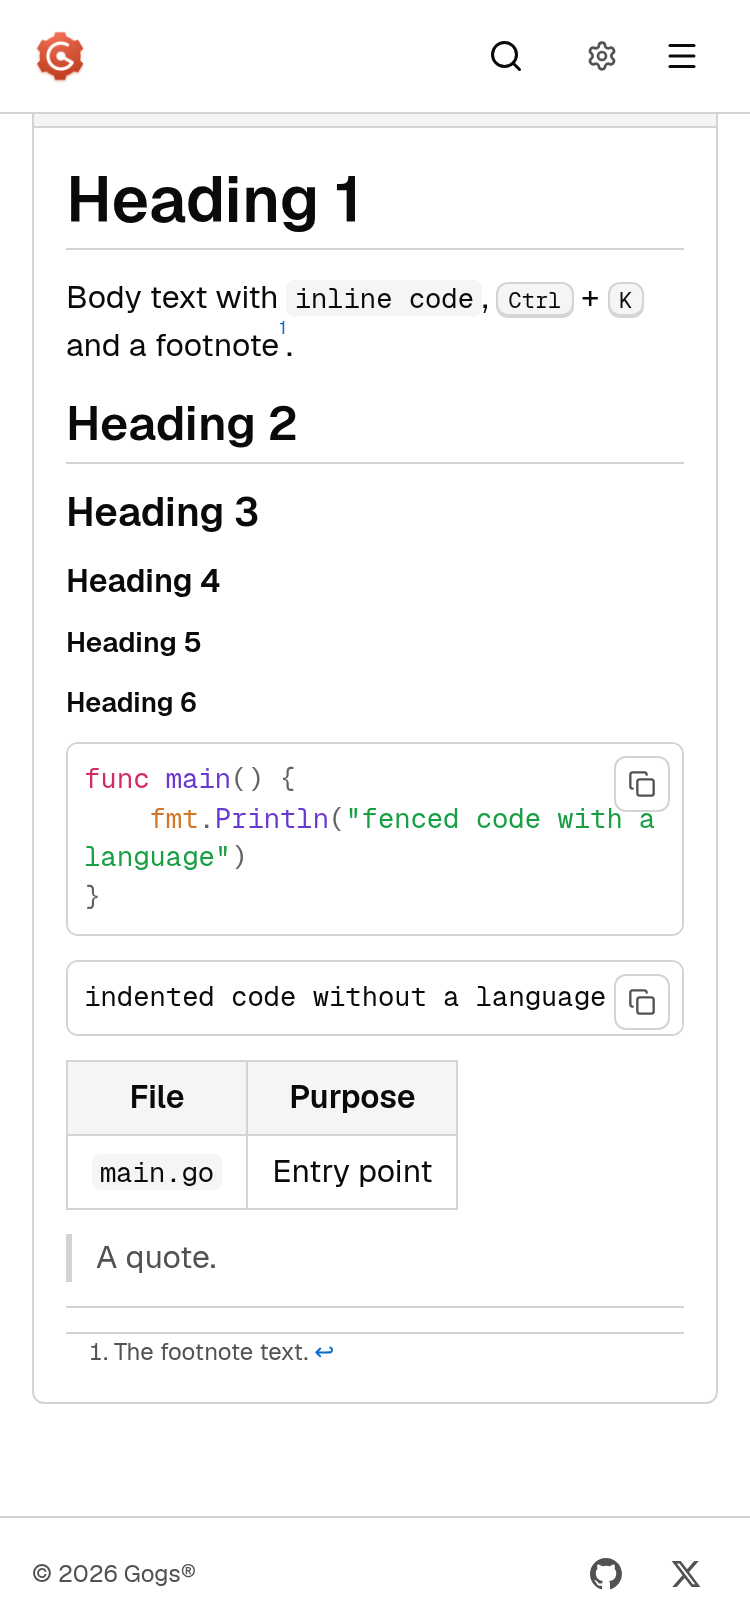 Heading 1
Body text with inline code, Ctrl + K
and a footnote1.
Heading 2
Heading 3
Heading 4
Heading 5
Heading 6
func main() {
    fmt.Println("fenced code with a
language")
}
indented code without a language
File Purpose
main.go Entry point
A quote.
1. The footnote text. ↩
© 2026 Gogs®